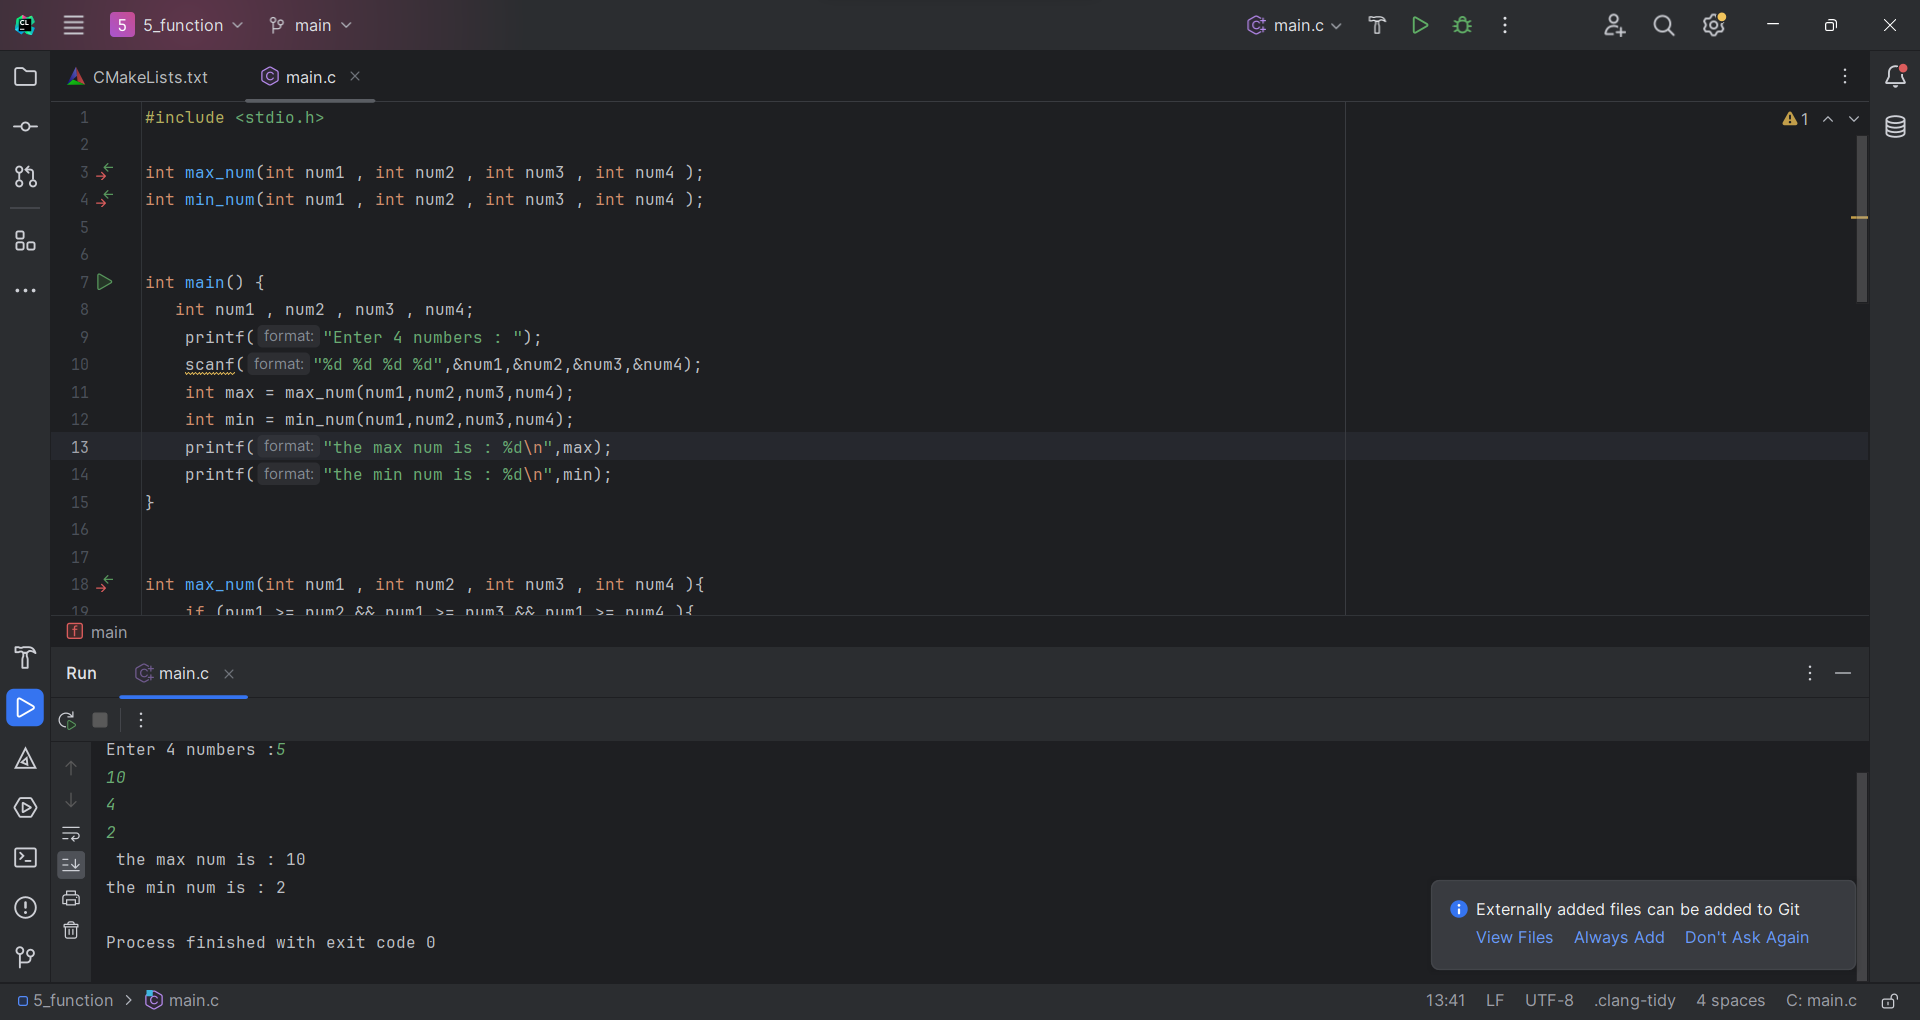 5 5_function main main.c
CMakeLists.txt main.c
1 #include <stdio.h> 1
2
3 int max_num(int num1 , int num2 , int num3 , int num4 );
4 int min_num(int num1 , int num2 , int num3 , int num4 );
5
6
7 int main() {
8 int num1 , num2 , num3 , num4;
9 printf( format: "Enter 4 numbers : ");
10 scanf( format: "%d %d %d %d",&num1,&num2,&num3,&num4);
11 int max = max_num(num1,num2,num3,num4);
12 int min = min_num(num1,num2,num3,num4);
13 printf( format: "the max num is : %d\n",max);
14 printf( format: "the min num is : %d\n",min);
15 }
16
17
18 int max_num(int num1 , int num2 , int num3 , int num4 ){
19 if (num1 >= num2 && num1 >= num3 && num1 >= num4 ){
f main
Run main.c
Enter 4 numbers :5
10
4
2
the max num is : 10
the min num is : 2
Process finished with exit code 0
Externally added files can be added to Git
View Files Always Add Don't Ask Again
5_function > main.c 13:41 LF UTF-8 .clang-tidy 4 spaces C: main.c